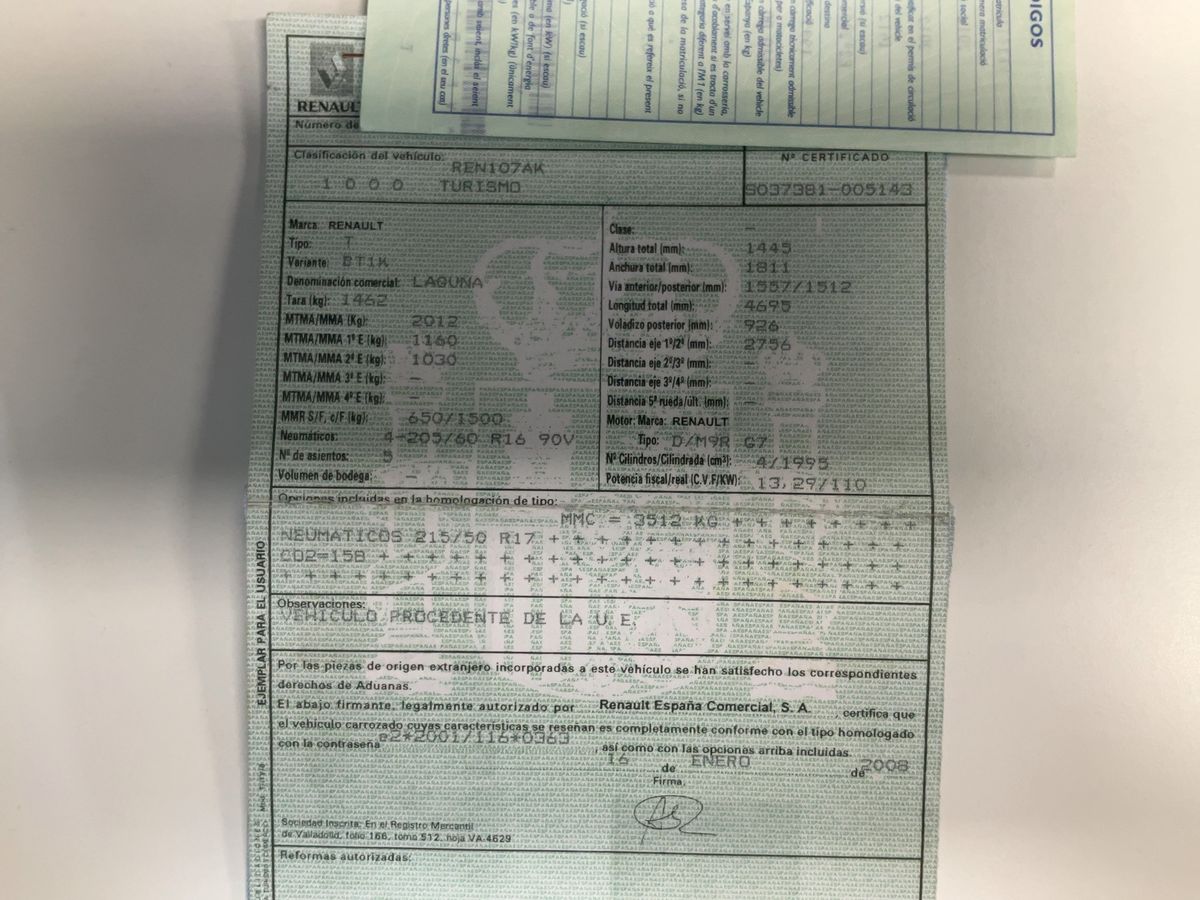 DIGOS
RENAULT
Número de
Clasificación del vehículo: REN107AK
1000 TURISMO
Nº CERTIFICADO
S037381-005143
Marca: RENAULT
Tipo: T
Variante: BT1K
Denominación comercial: LAGUNA
Tara (kg): 1462
MTMA/MMA (Kg): 2012
MTMA/MMA 1º E (kg): 1160
MTMA/MMA 2º E (kg): 1030
MTMA/MMA 3º E (kg): —
MTMA/MMA 4º E (kg): —
MMR S/F, c/F (kg): 650/1500
Neumáticos: 4-205/60 R16 90V
Nº de asientos: 5
Volumen de bodega: —
Clase: —
Altura total (mm): 1445
Anchura total (mm): 1811
Via anterior/posterior (mm): 1557/1512
Longitud total (mm): 4695
Voladizo posterior (mm): 926
Distancia eje 1º/2º (mm): 2756
Distancia eje 2º/3º (mm): —
Distancia eje 3º/4º (mm): —
Distancia 5ª rueda/últ. (mm): —
Motor: Marca: RENAULT
Tipo: D/M9R G7
Nº Cilindros/Cilindrada (cm³): 4/1995
Potencia fiscal/real (C.V.F/KW): 13,29/110
Opciones incluidas en la homologación de tipo:
MMC = 3512 KG + + + + + + + + +
NEUMATICOS 215/50 R17 + + + + + + + + + + + + + + +
CO2=158 + + + + + + + + + + + + + + + + + + + + + +
+ + + + + + + + + + + + + + + + + + + + + + + + + +
Observaciones:
VEHICULO PROCEDENTE DE LA U.E.
Por las piezas de origen extranjero incorporadas a este vehículo se han satisfecho los correspondientes
derechos de Aduanas.
El abajo firmante, legalmente autorizado por Renault España Comercial, S. A. , certifica que
el vehículo carrozado cuyas características se reseñan es completamente conforme con el tipo homologado
con la contraseña e2*2001/116*0363 , así como con las opciones arriba incluidas.
16 de ENERO de 2008
Firma,
Sociedad Inscrita: En el Registro Mercantil
de Valladolid, folio 166, tomo 512, hoja VA-4629
Reformas autorizadas:
EJEMPLAR PARA EL USUARIO